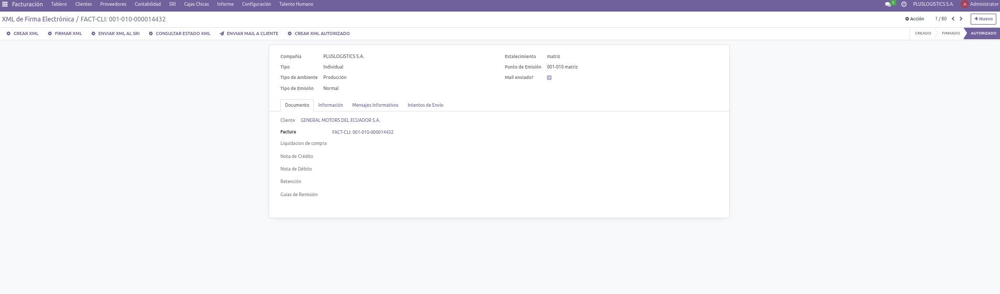 Facturación Tablero Clientes Proveedores Contabilidad SRI Cajas Chicas Informe Configuración Talento Humano 5 PLUSLOGISTICS S.A. A Administrator
XML de Firma Electrónica / FACT-CLI: 001-010-000014432 Acción 1 / 80 Nuevo
CREAR XML FIRMAR XML ENVIAR XML AL SRI CONSULTAR ESTADO XML ENVIAR MAIL A CLIENTE CREAR XML AUTORIZADO CREADO FIRMADO AUTORIZADO
Compañía PLUSLOGISTICS S.A. Estalecimiento matriz
Tipo Individual Punto de Emisión 001-010 matriz
Tipo de Ambiente Producción Mail enviado?
Tipo de Emisión Normal
Documento Información Mensajes Informativos Intentos de Envío
Cliente GENERAL MOTORS DEL ECUADOR S.A.
Factura FACT-CLI: 001-010-000014432
Liquidacion de compra
Nota de Crédito
Nota de Débito
Retención
Guías de Remisión